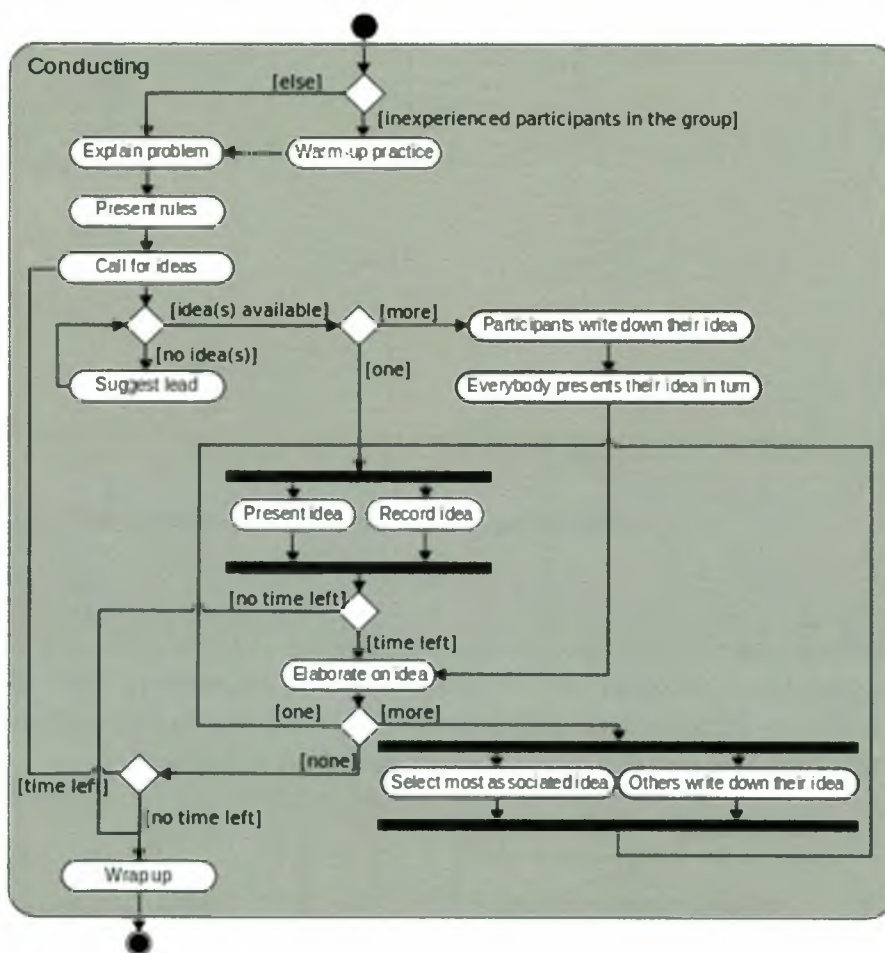 Conducting
[else]
[inexperienced participants in the group]
Explain problem
Warm-up practice
Present rules
Call for ideas
[idea(s) available]
[more]
Participants write down their idea
[no idea(s)]
[one]
Suggest lead
Everybody presents their idea in turn
Present idea
Record idea
[no time left]
[time left]
Elaborate on idea
[one]
[more]
[none]
[time left]
Select most associated idea
Others write down their idea
[no time left]
Wrap up